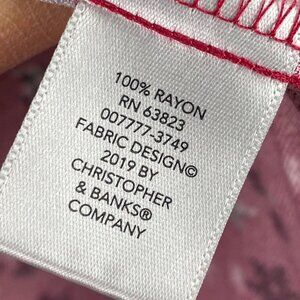 100% RAYON
RN 63823
007777-3749
FABRIC DESIGN©
2019 BY
CHRISTOPHER
& BANKS®
COMPANY